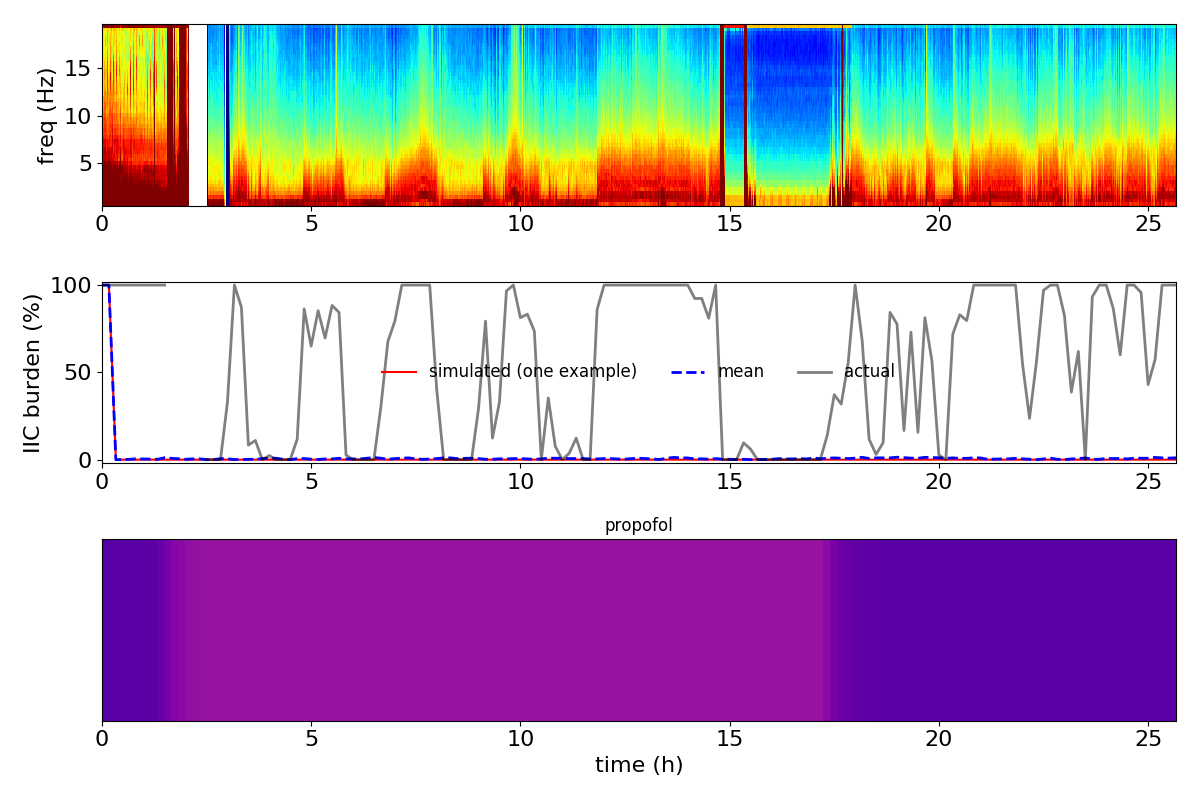 freq (Hz)
15
10
5
0 5 10 15 20 25
IIC burden (%)
100
50
0
simulated (one example) mean actual
0 5 10 15 20 25
propofol
0 5 10 15 20 25
time (h)